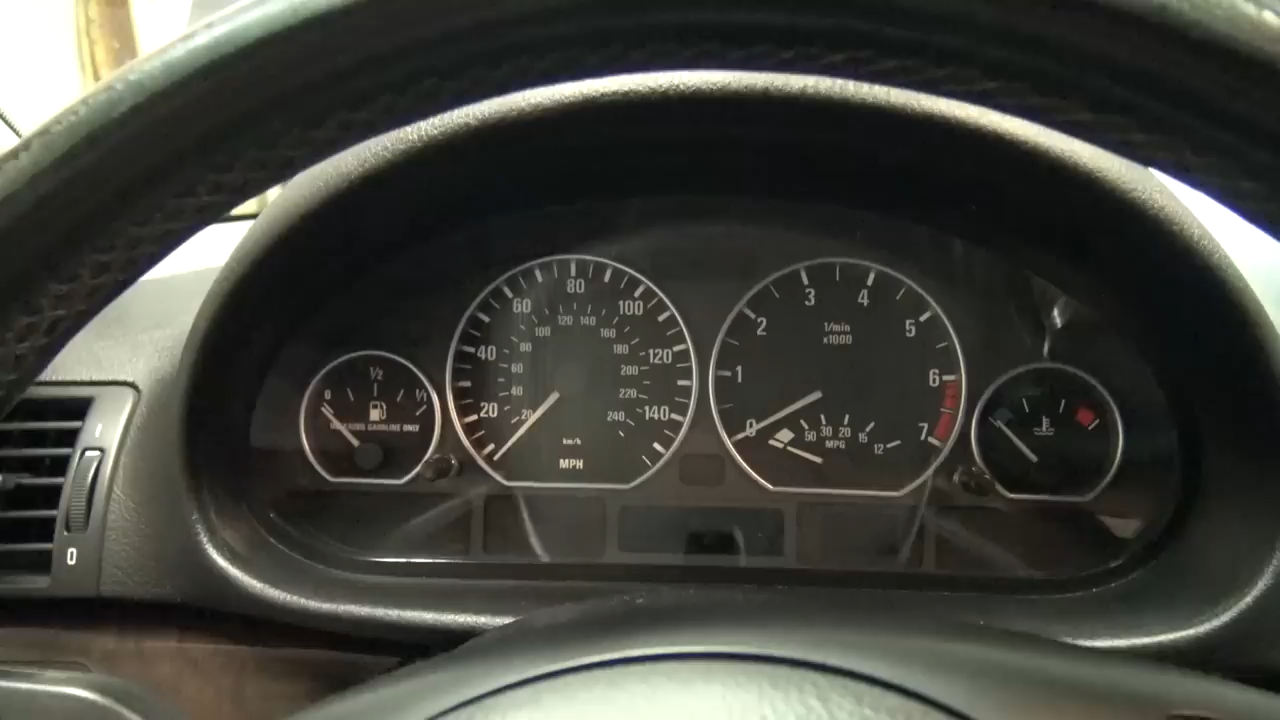 0 1/2 1/1
UNLEADED GASOLINE ONLY
20 40 60 80 100 120 140
20 40 60 80 100 120 140 160 180 200 220 240
km/h
MPH
0 1 2 3 4 5 6 7
1/min
x1000
50 30 20 15 12
MPG
0